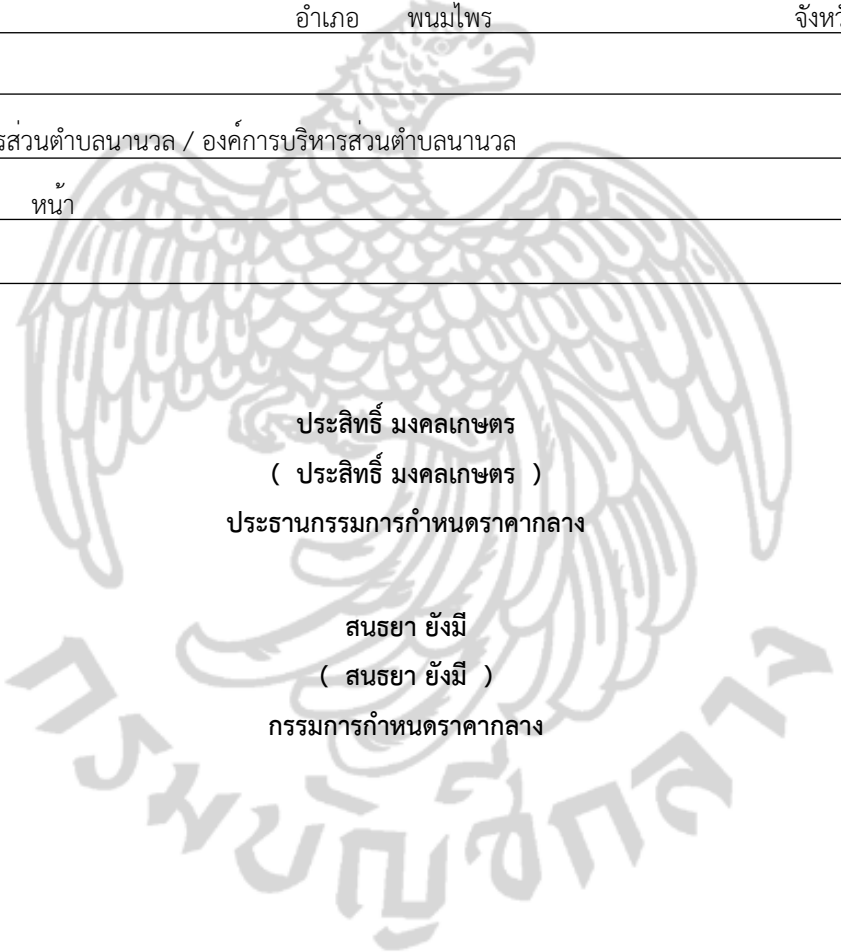 อำเภอ พนมไพร
รส่วนตำบลนานวล / องค์การบริหารส่วนตำบลนานวล
หน้า
ประสิทธิ์ มงคลเกษตร
( ประสิทธิ์ มงคลเกษตร )
ประธานกรรมการกำหนดราคากลาง
สนธยา ยังมี
( สนธยา ยังมี )
กรรมการกำหนดราคากลาง
กรมบัญชีกลาง